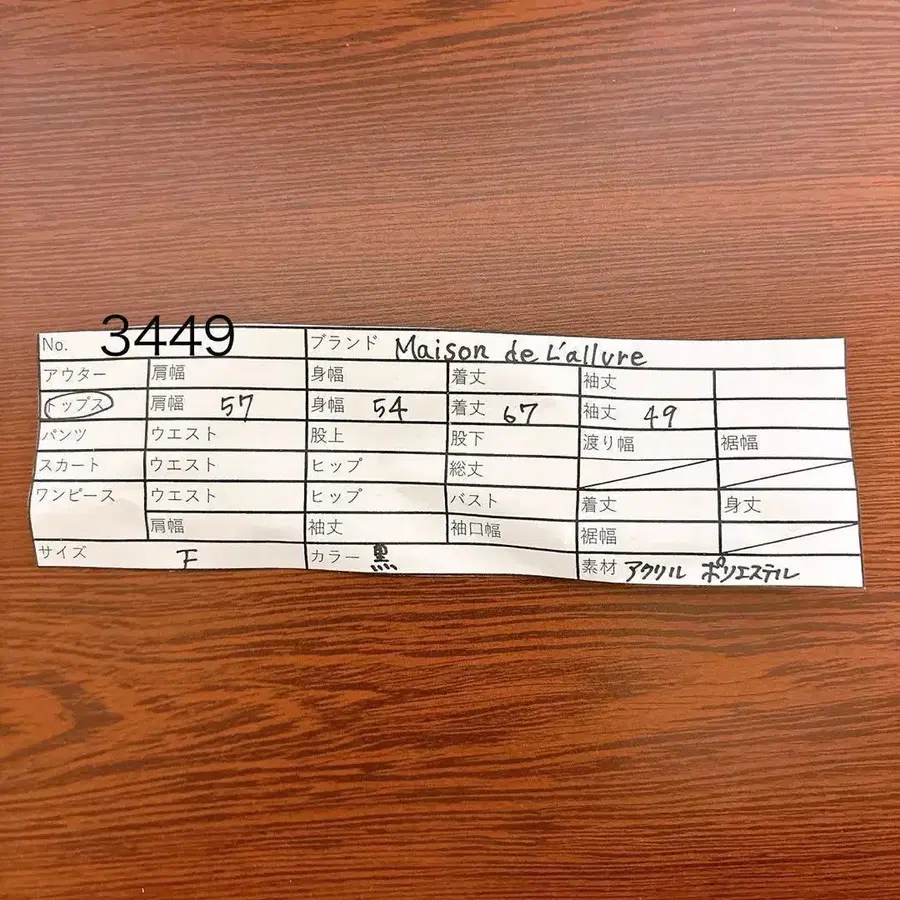 No. 3449 ブランド Maison de L'allure
アウター 肩幅 身幅 着丈 袖丈
トップス 肩幅 57 身幅 54 着丈 67 袖丈 49
パンツ ウエスト 股上 股下 渡り幅 裾幅
スカート ウエスト ヒップ 総丈
ワンピース ウエスト ヒップ バスト 着丈 身丈
肩幅 袖丈 袖口幅 裾幅
サイズ F カラー 黒 素材 アクリル ポリエステル